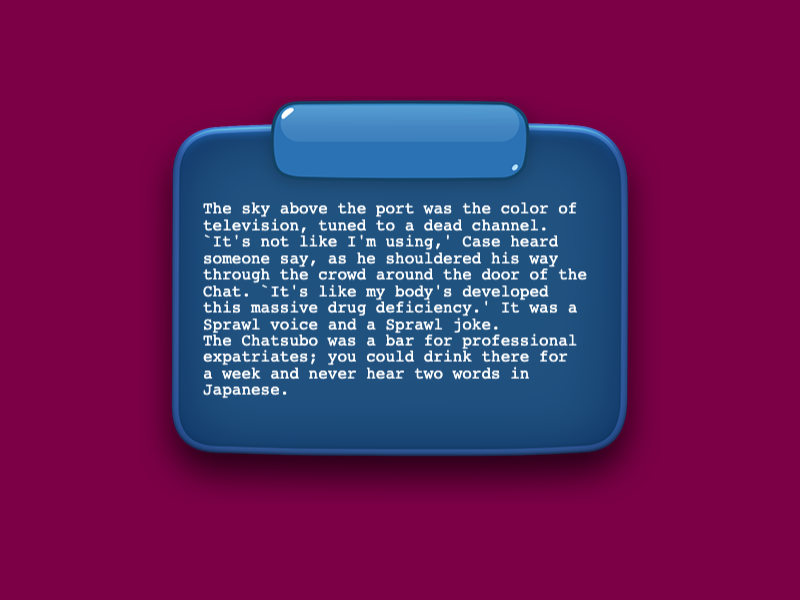 The sky above the port was the color of
television, tuned to a dead channel.
`It's not like I'm using,' Case heard
someone say, as he shouldered his way
through the crowd around the door of the
Chat. `It's like my body's developed
this massive drug deficiency.' It was a
Sprawl voice and a Sprawl joke.
The Chatsubo was a bar for professional
expatriates; you could drink there for
a week and never hear two words in
Japanese.